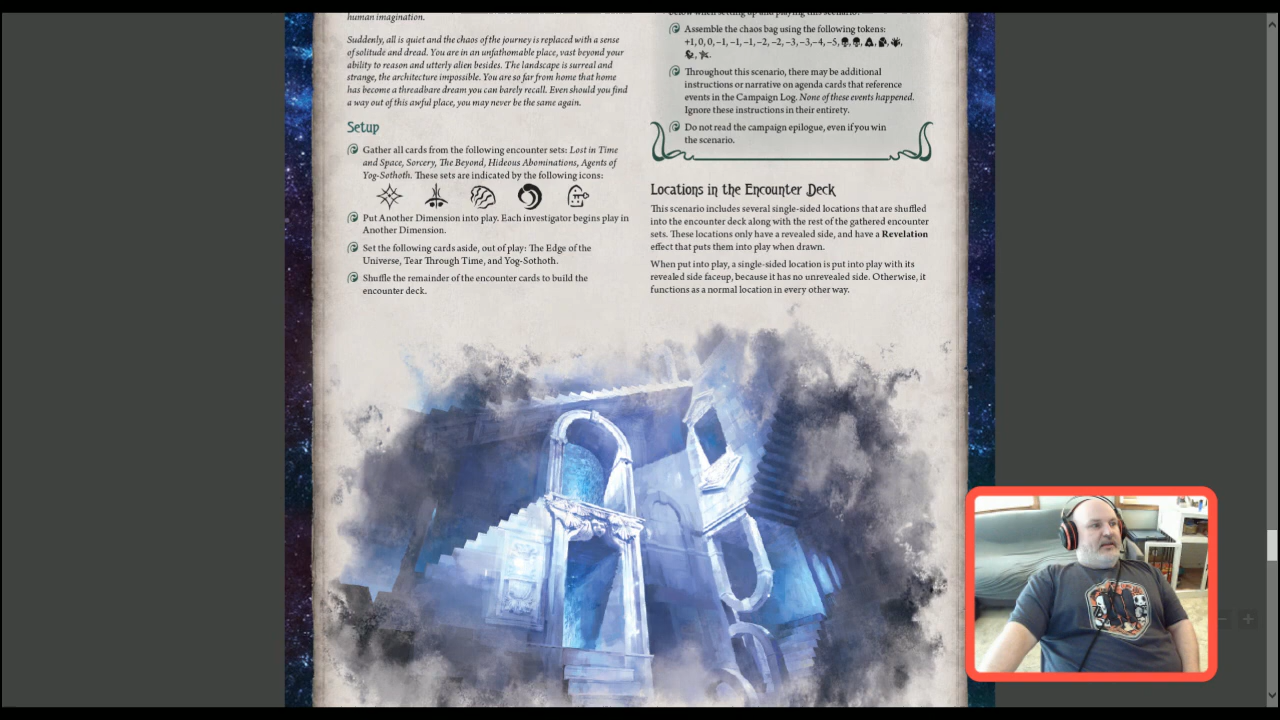 human imagination.
Suddenly, all is quiet and the chaos of the journey is replaced with a sense
of solitude and dread. You are in an unfathomable place, vast beyond your
ability to reason and utterly alien besides. The landscape is surreal and
strange, the architecture impossible. You are so far from home that home
has become a threadbare dream you can barely recall. Even should you find
a way out of this awful place, you may never be the same again.
Setup
Gather all cards from the following encounter sets: Lost in Time
and Space, Sorcery, The Beyond, Hideous Abominations, Agents of
Yog-Sothoth. These sets are indicated by the following icons:
Put Another Dimension into play. Each investigator begins play in
Another Dimension.
Set the following cards aside, out of play: The Edge of the
Universe, Tear Through Time, and Yog-Sothoth.
Shuffle the remainder of the encounter cards to build the
encounter deck.
below when setting up and playing this scenario.
Assemble the chaos bag using the following tokens:
+1, 0, 0, –1, –1, –1, –2, –2, –3, –3, –4, –5,
Throughout this scenario, there may be additional
instructions or narrative on agenda cards that reference
events in the Campaign Log. None of these events happened.
Ignore these instructions in their entirety.
Do not read the campaign epilogue, even if you win
the scenario.
Locations in the Encounter Deck
This scenario includes several single-sided locations that are shuffled
into the encounter deck along with the rest of the gathered encounter
sets. These locations only have a revealed side, and have a Revelation
effect that puts them into play when drawn.
When put into play, a single-sided location is put into play with its
revealed side faceup, because it has no unrevealed side. Otherwise, it
functions as a normal location in every other way.